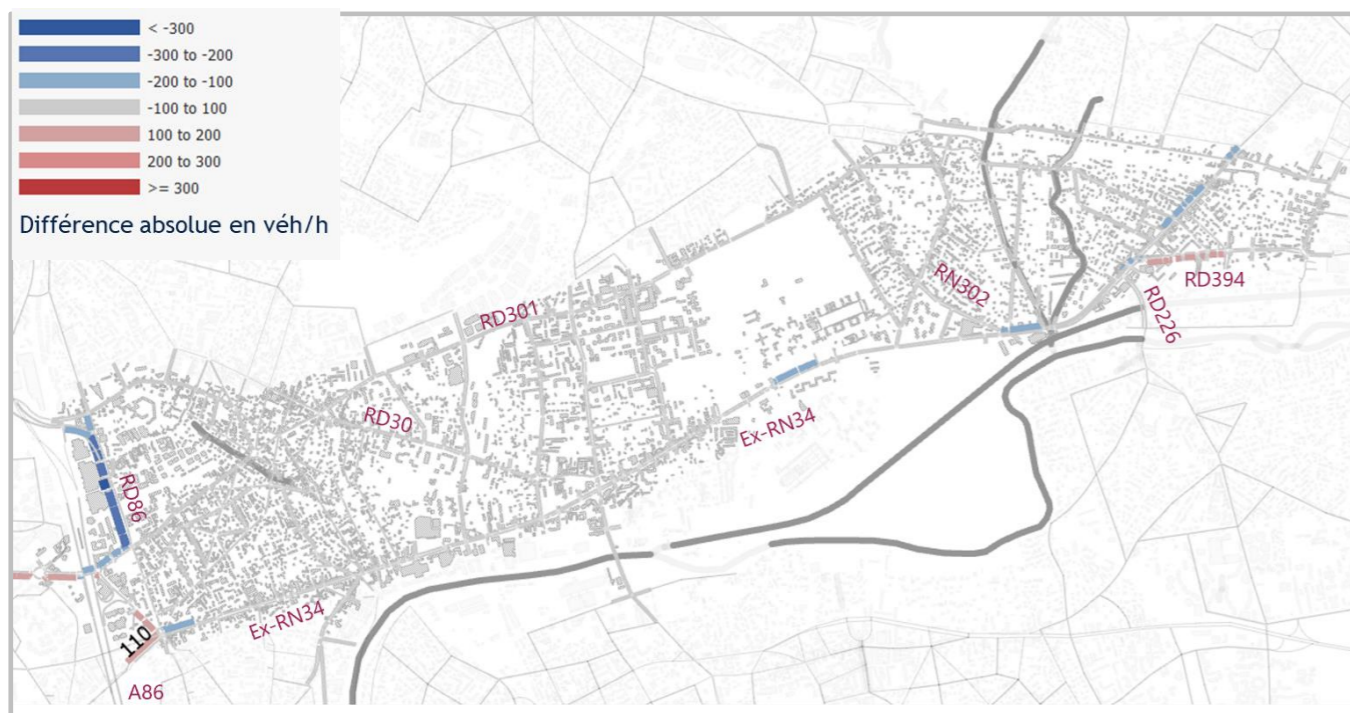 < -300
-300 to -200
-200 to -100
-100 to 100
100 to 200
200 to 300
>= 300
Différence absolue en véh/h
RD301
RN302
RD394
RD226
RD30
Ex-RN34
RD86
Ex-RN34
110
A86